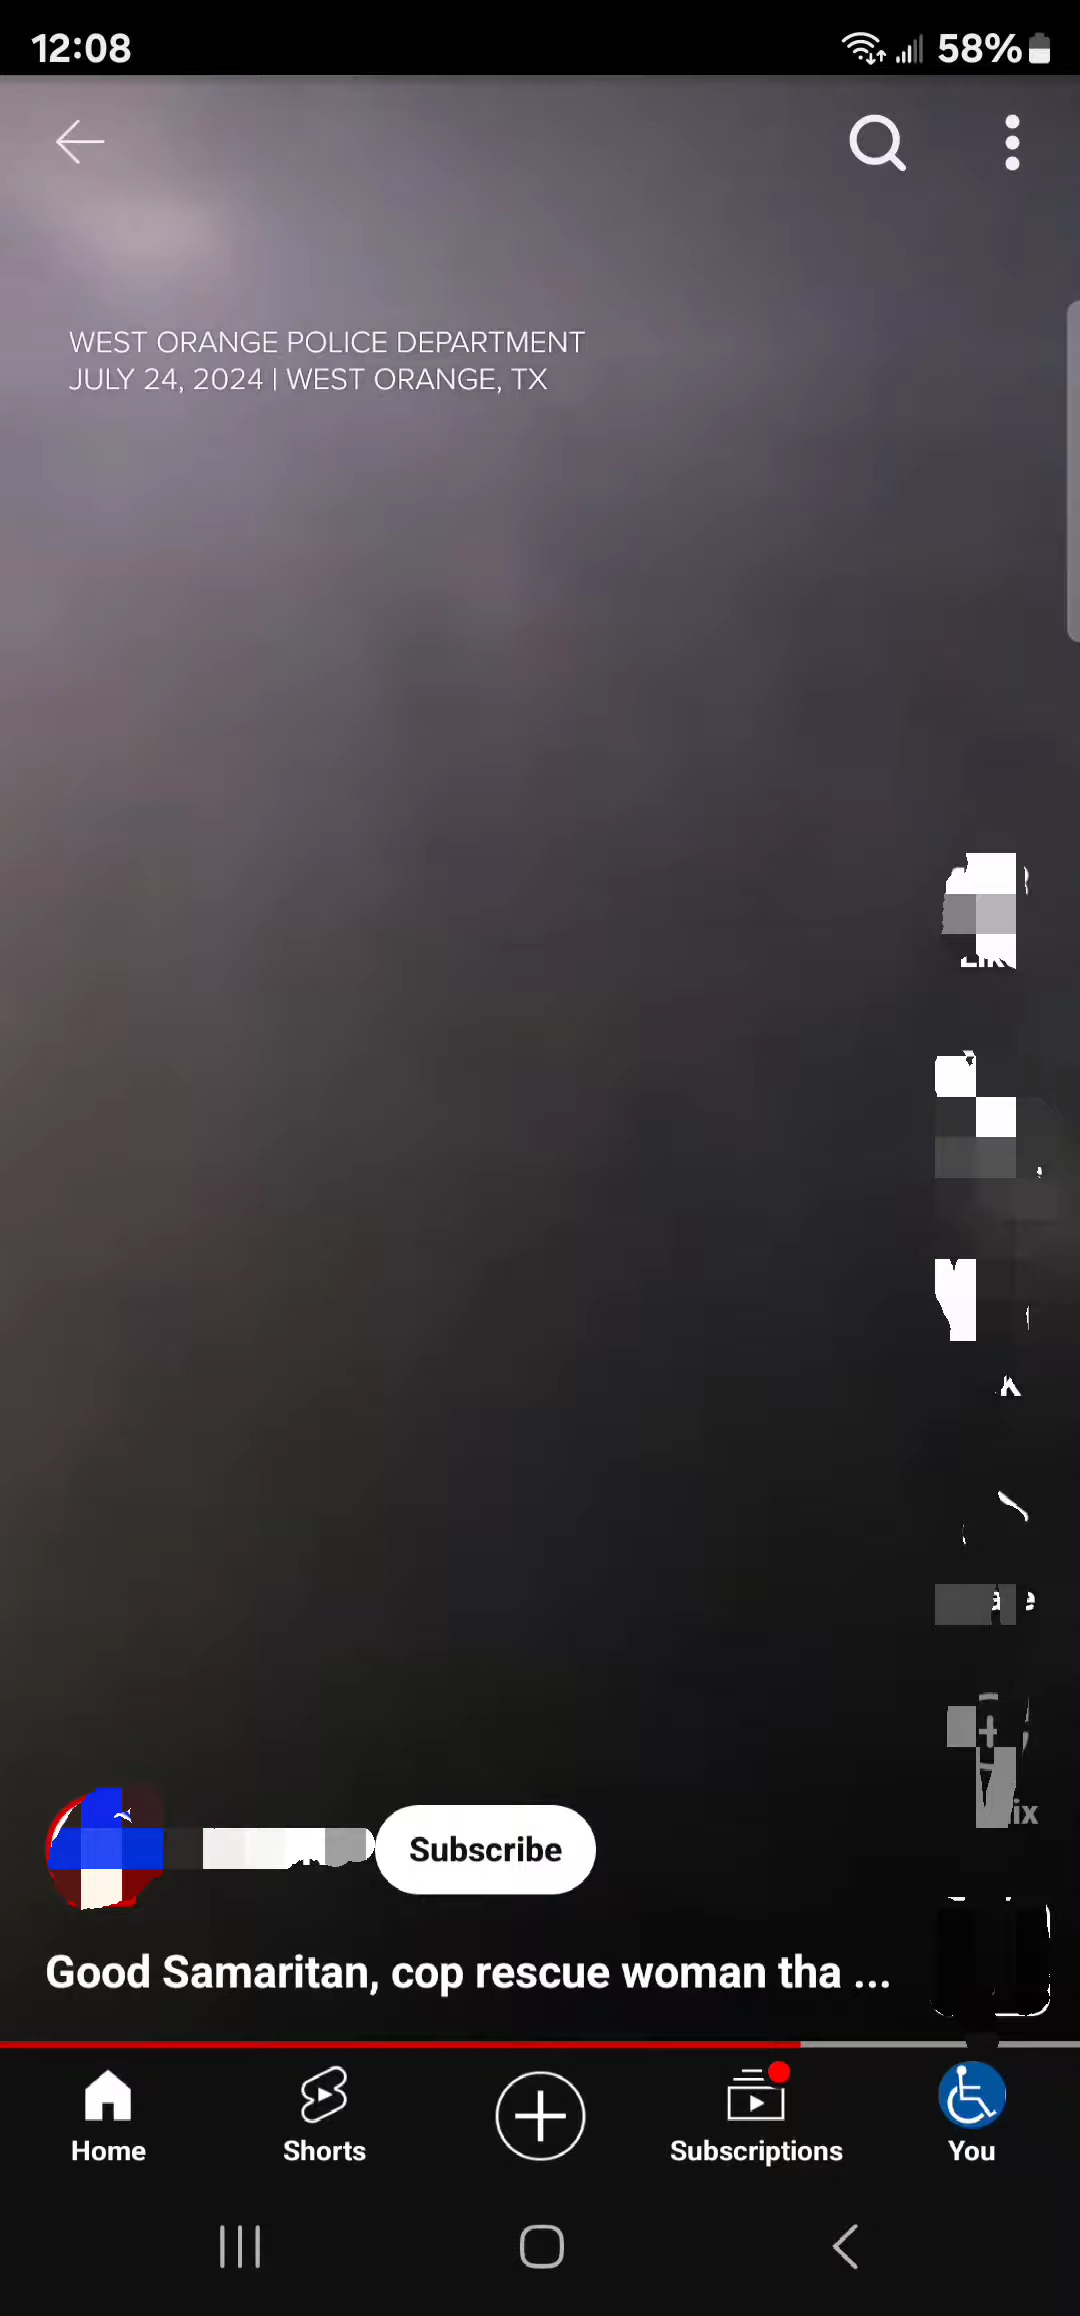 12:08
58%
WEST ORANGE POLICE DEPARTMENT
JULY 24, 2024 | WEST ORANGE, TX
Subscribe
Good Samaritan, cop rescue woman tha ...
Home
Shorts
Subscriptions
You